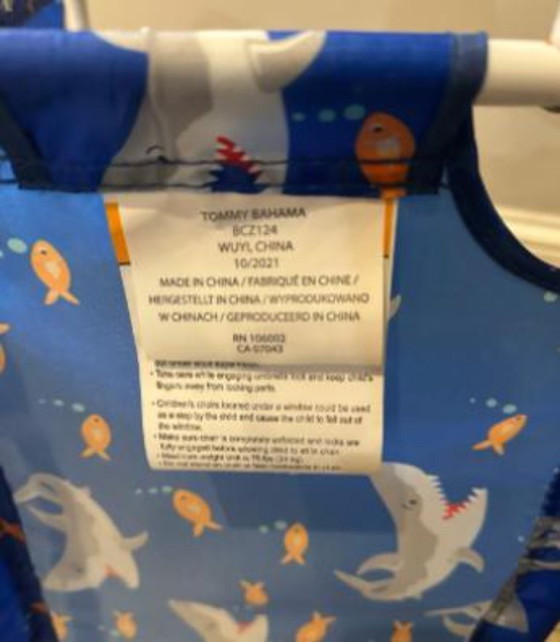 TOMMY BAHAMA
BCZ124
WUYI, CHINA
10/2021
MADE IN CHINA / FABRIQUÉ EN CHINE /
HERGESTELLT IN CHINA / WYPRODUKOWANO
W CHINACH / GEPRODUCEERD IN CHINA
RN 106002
CA 07043
• Take care while engaging umbrella lock and keep child's
fingers away from locking parts.
• Children's chairs located under a window could be used
as a step by the child and cause the child to fall out of
the window.
• Make sure chair is completely unfolded and locks are
fully engaged before allowing child to sit in chair.